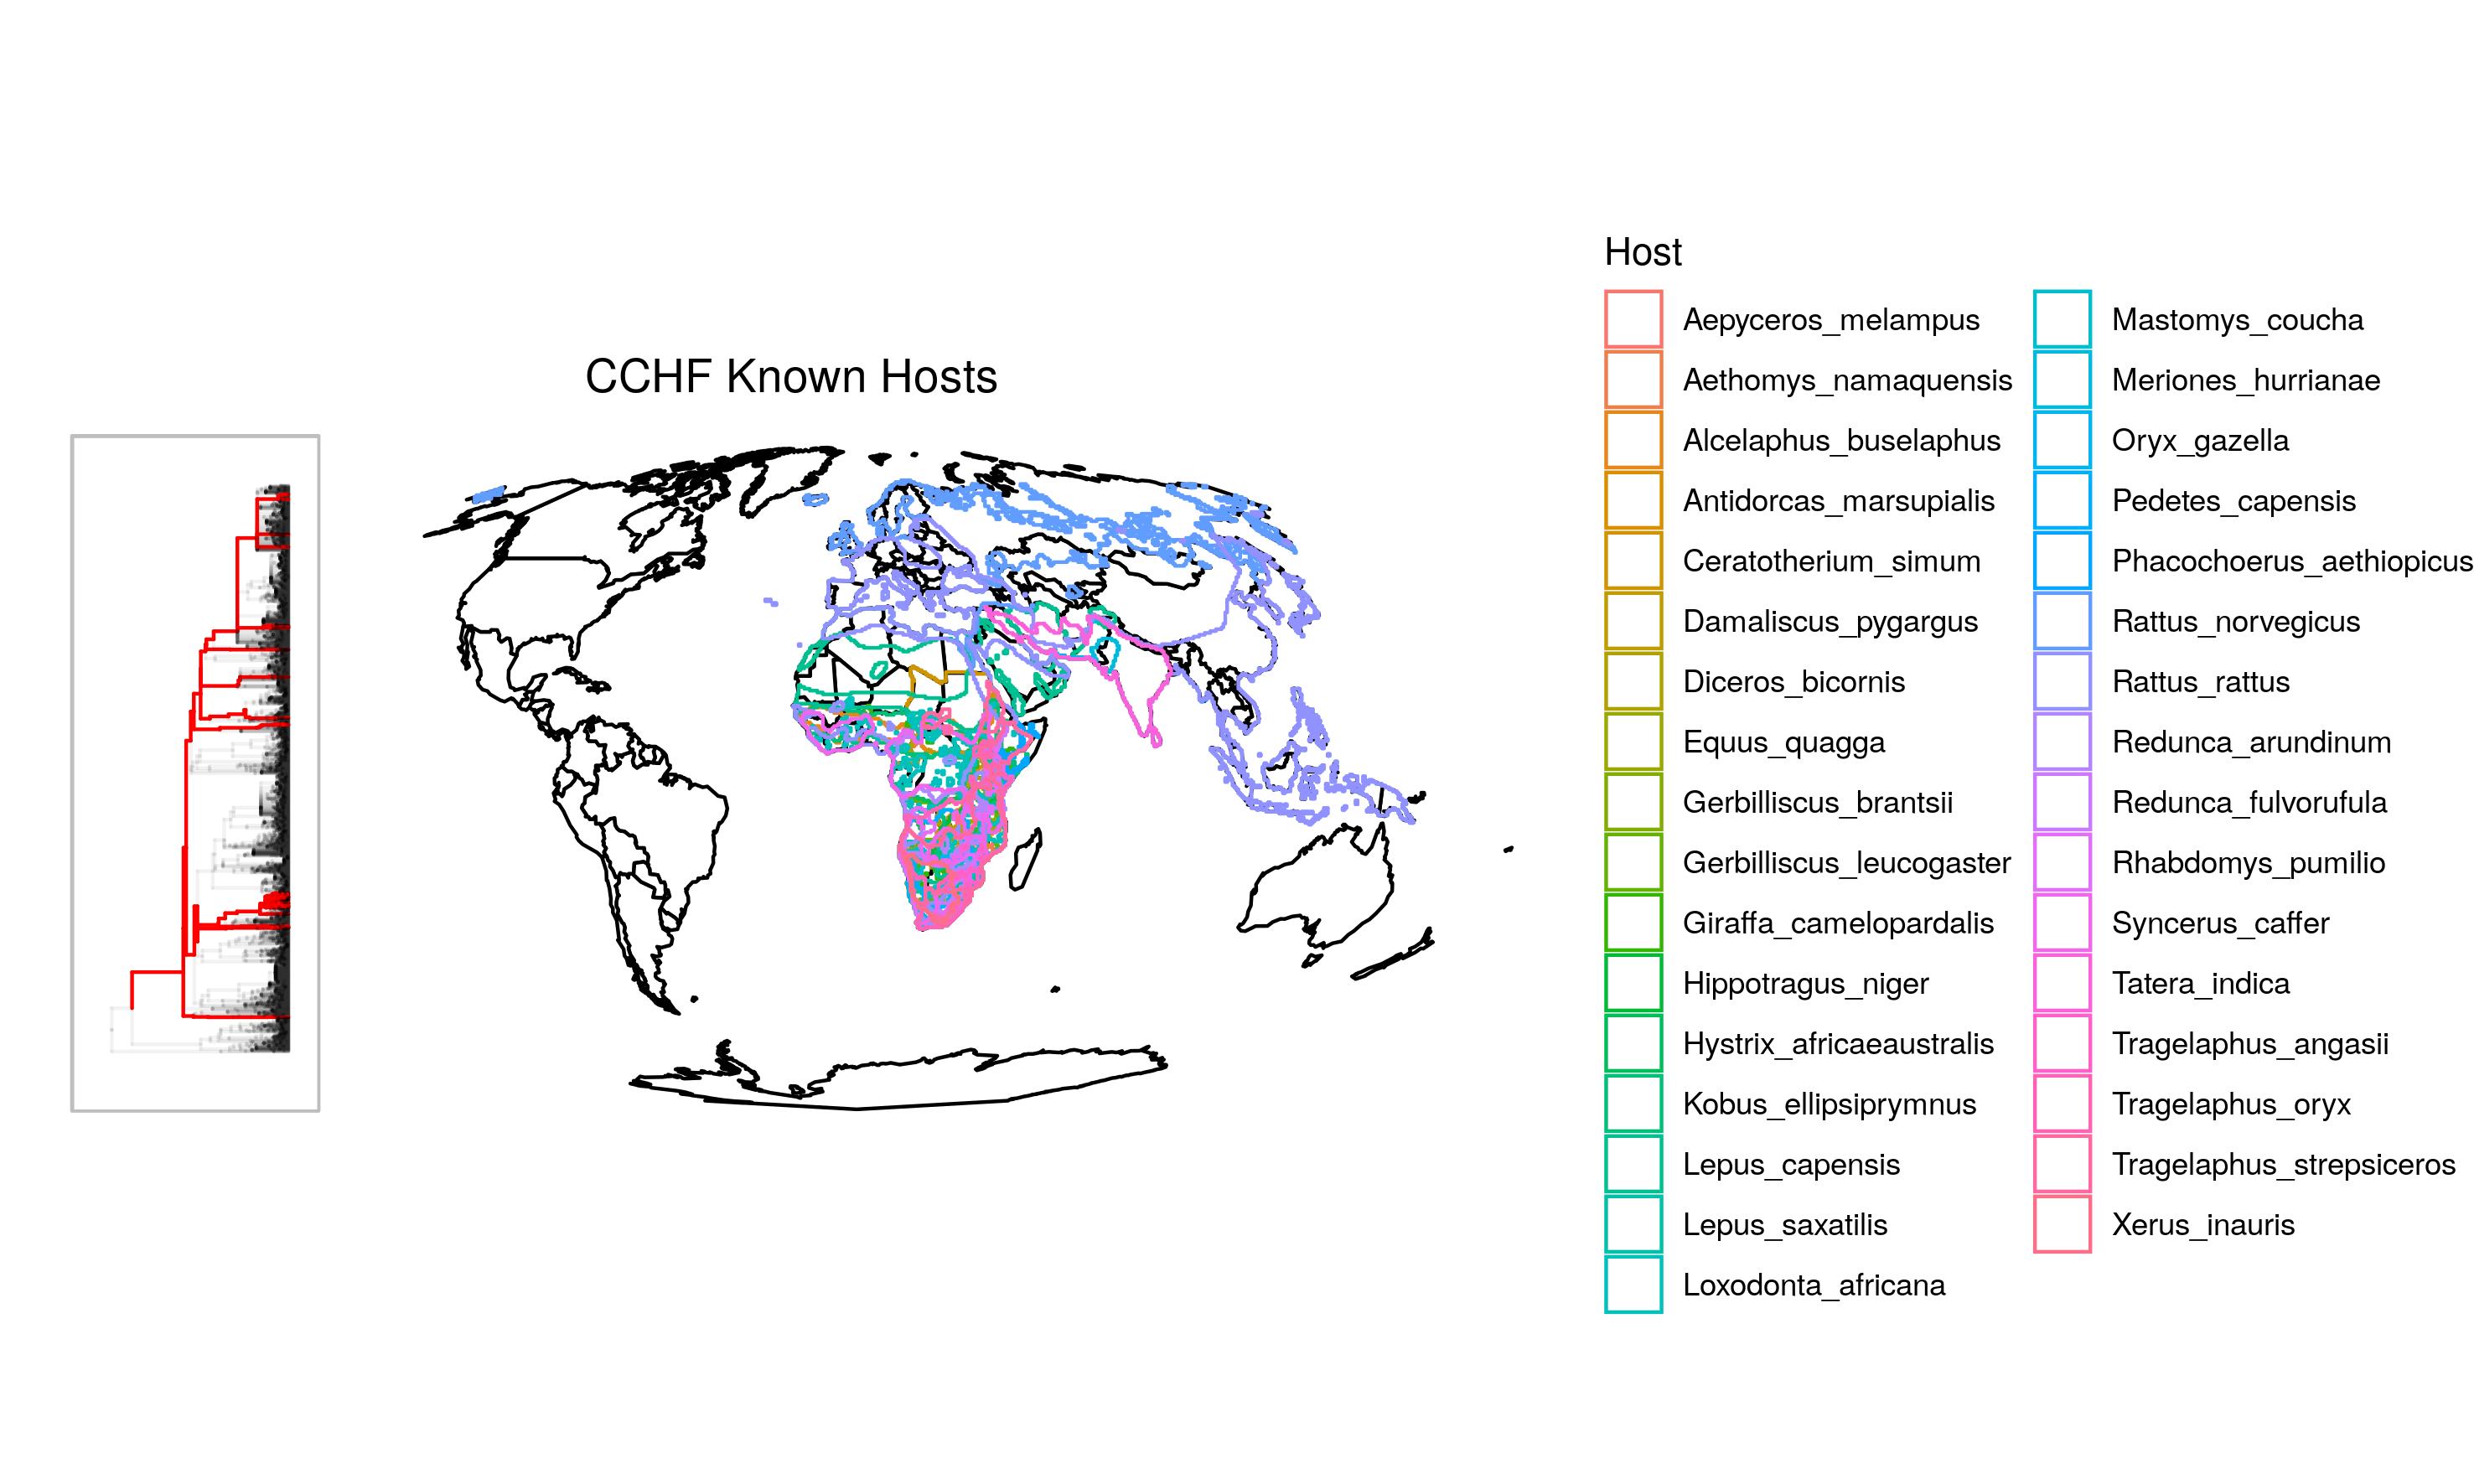 CCHF Known Hosts
Host
Aepyceros_melampus
Aethomys_namaquensis
Alcelaphus_buselaphus
Antidorcas_marsupialis
Ceratotherium_simum
Damaliscus_pygargus
Diceros_bicornis
Equus_quagga
Gerbilliscus_brantsii
Gerbilliscus_leucogaster
Giraffa_camelopardalis
Hippotragus_niger
Hystrix_africaeaustralis
Kobus_ellipsiprymnus
Lepus_capensis
Lepus_saxatilis
Loxodonta_africana
Mastomys_coucha
Meriones_hurrianae
Oryx_gazella
Pedetes_capensis
Phacochoerus_aethiopicus
Rattus_norvegicus
Rattus_rattus
Redunca_arundinum
Redunca_fulvorufula
Rhabdomys_pumilio
Syncerus_caffer
Tatera_indica
Tragelaphus_angasii
Tragelaphus_oryx
Tragelaphus_strepsiceros
Xerus_inauris